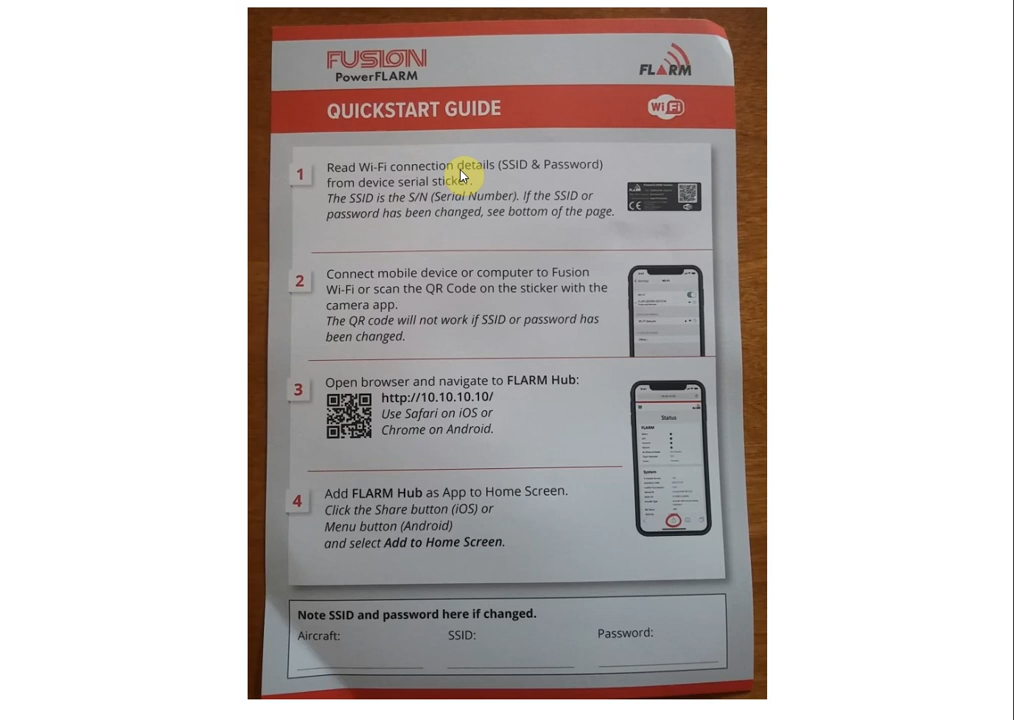 FUSION
PowerFLARM
FLARM
QUICKSTART GUIDE
Wi Fi
1
Read Wi-Fi connection details (SSID & Password)
from device serial sticker.
The SSID is the S/N (Serial Number). If the SSID or
password has been changed, see bottom of the page.
2
Connect mobile device or computer to Fusion
Wi-Fi or scan the QR Code on the sticker with the
camera app.
The QR code will not work if SSID or password has
been changed.
3
Open browser and navigate to FLARM Hub:
http://10.10.10.10/
Use Safari on iOS or
Chrome on Android.
Status
FLARM
System
4
Add FLARM Hub as App to Home Screen.
Click the Share button (iOS) or
Menu button (Android)
and select Add to Home Screen.
Note SSID and password here if changed.
Aircraft:
SSID:
Password: